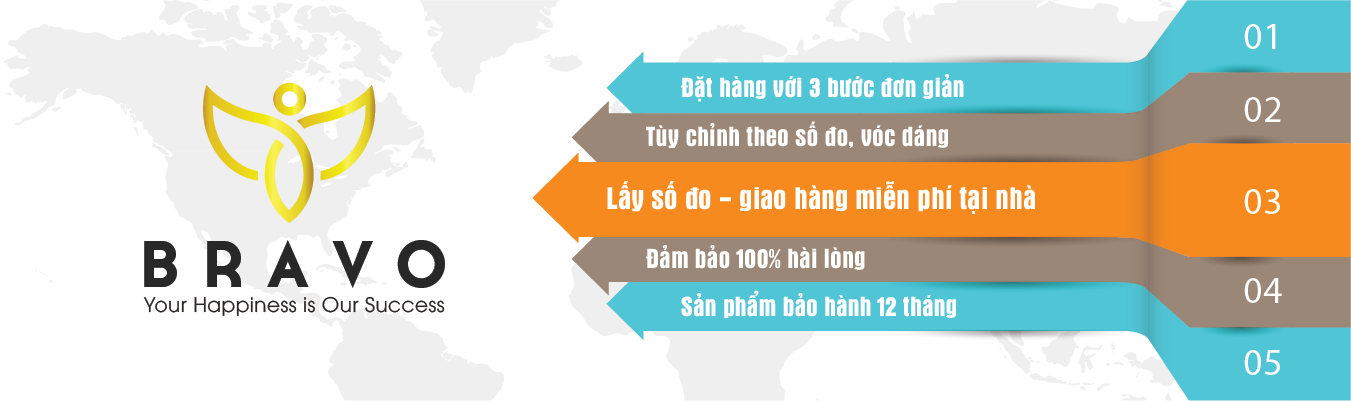 BRAVO
Your Happiness is Our Success
Đặt hàng với 3 bước đơn giản
01
Tùy chỉnh theo số đo, vóc dáng
02
Lấy số đo – giao hàng miễn phí tại nhà
03
Đảm bảo 100% hài lòng
04
Sản phẩm bảo hành 12 tháng
05